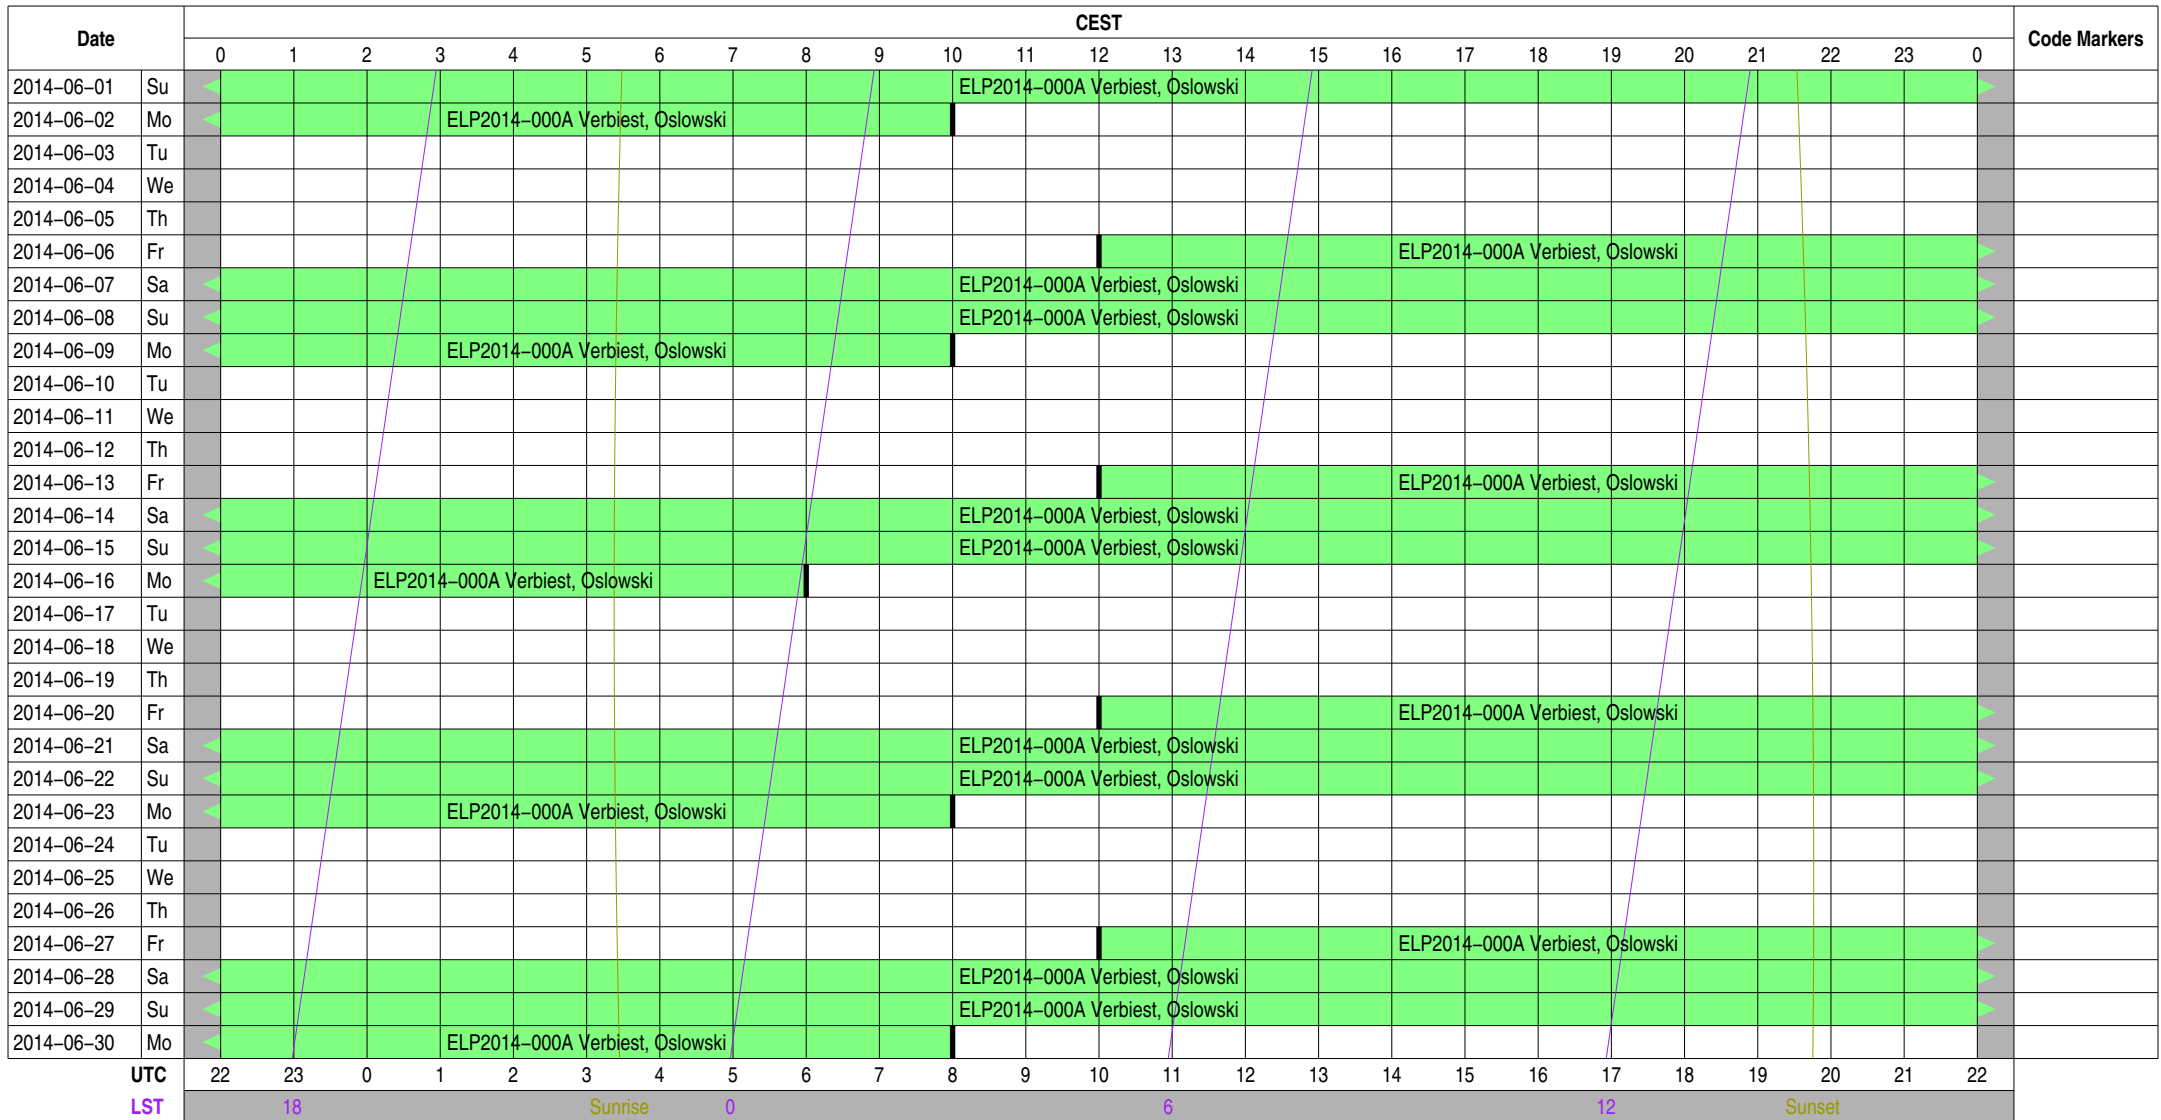 CEST
Date Code Markers
0 1 2 3 4 5 6 7 8 9 10 11 12 13 14 15 16 17 18 19 20 21 22 23 0
2014-06-01 Su ELP2014-000A Verbiest, Oslowski
2014-06-02 Mo ELP2014-000A Verbiest, Oslowski
2014-06-03 Tu
2014-06-04 We
2014-06-05 Th
2014-06-06 Fr ELP2014-000A Verbiest, Oslowski
2014-06-07 Sa ELP2014-000A Verbiest, Oslowski
2014-06-08 Su ELP2014-000A Verbiest, Oslowski
2014-06-09 Mo ELP2014-000A Verbiest, Oslowski
2014-06-10 Tu
2014-06-11 We
2014-06-12 Th
2014-06-13 Fr ELP2014-000A Verbiest, Oslowski
2014-06-14 Sa ELP2014-000A Verbiest, Oslowski
2014-06-15 Su ELP2014-000A Verbiest, Oslowski
2014-06-16 Mo ELP2014-000A Verbiest, Oslowski
2014-06-17 Tu
2014-06-18 We
2014-06-19 Th
2014-06-20 Fr ELP2014-000A Verbiest, Oslowski
2014-06-21 Sa ELP2014-000A Verbiest, Oslowski
2014-06-22 Su ELP2014-000A Verbiest, Oslowski
2014-06-23 Mo ELP2014-000A Verbiest, Oslowski
2014-06-24 Tu
2014-06-25 We
2014-06-26 Th
2014-06-27 Fr ELP2014-000A Verbiest, Oslowski
2014-06-28 Sa ELP2014-000A Verbiest, Oslowski
2014-06-29 Su ELP2014-000A Verbiest, Oslowski
2014-06-30 Mo ELP2014-000A Verbiest, Oslowski
UTC 22 23 0 1 2 3 4 5 6 7 8 9 10 11 12 13 14 15 16 17 18 19 20 21 22
LST 18 Sunrise 0 6 12 Sunset